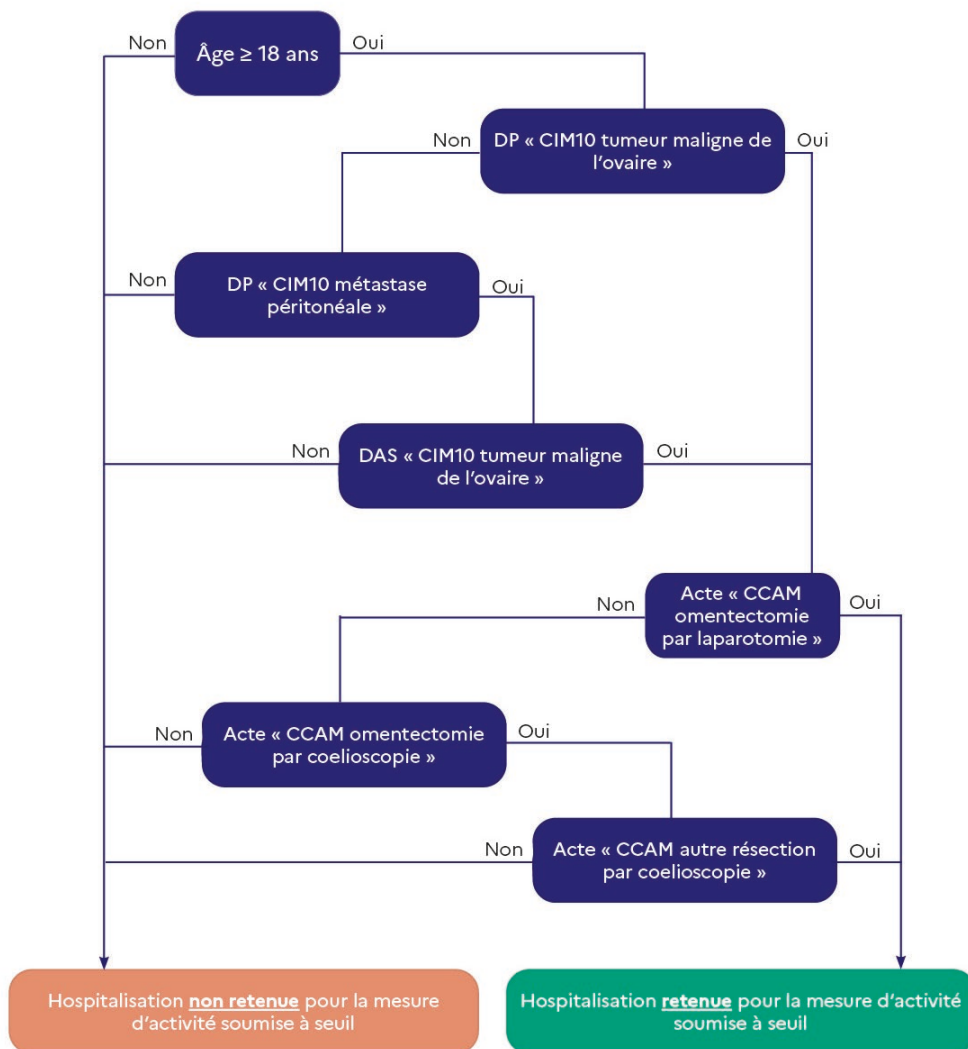 Non
Âge ≥ 18 ans
Oui
Non
DP « CIM10 tumeur maligne de
l’ovaire »
Oui
Non
DP « CIM10 métastase
péritonéale »
Oui
Non
DAS « CIM10 tumeur maligne
de l’ovaire »
Oui
Non
Acte « CCAM
omentectomie
par laparotomie »
Oui
Non
Acte « CCAM omentectomie
par coelioscopie »
Oui
Non
Acte « CCAM autre résection
par coelioscopie »
Oui
Hospitalisation non retenue pour la mesure
d’activité soumise à seuil
Hospitalisation retenue pour la mesure d’activité
soumise à seuil